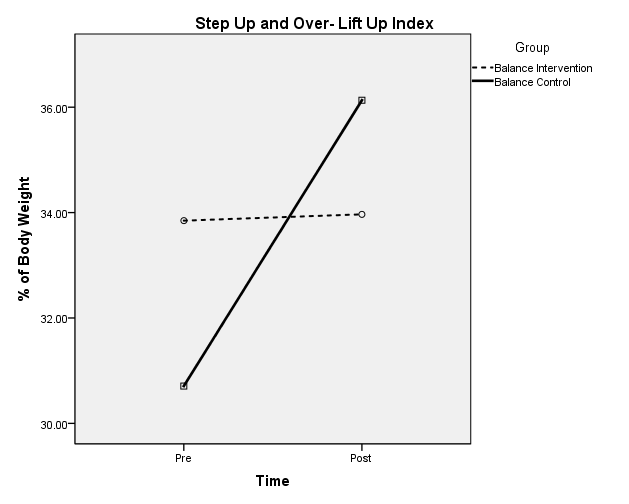 Step Up and Over- Lift Up Index
Group
Balance Intervention
Balance Control
% of Body Weight
36.00
34.00
32.00
30.00
Pre
Post
Time